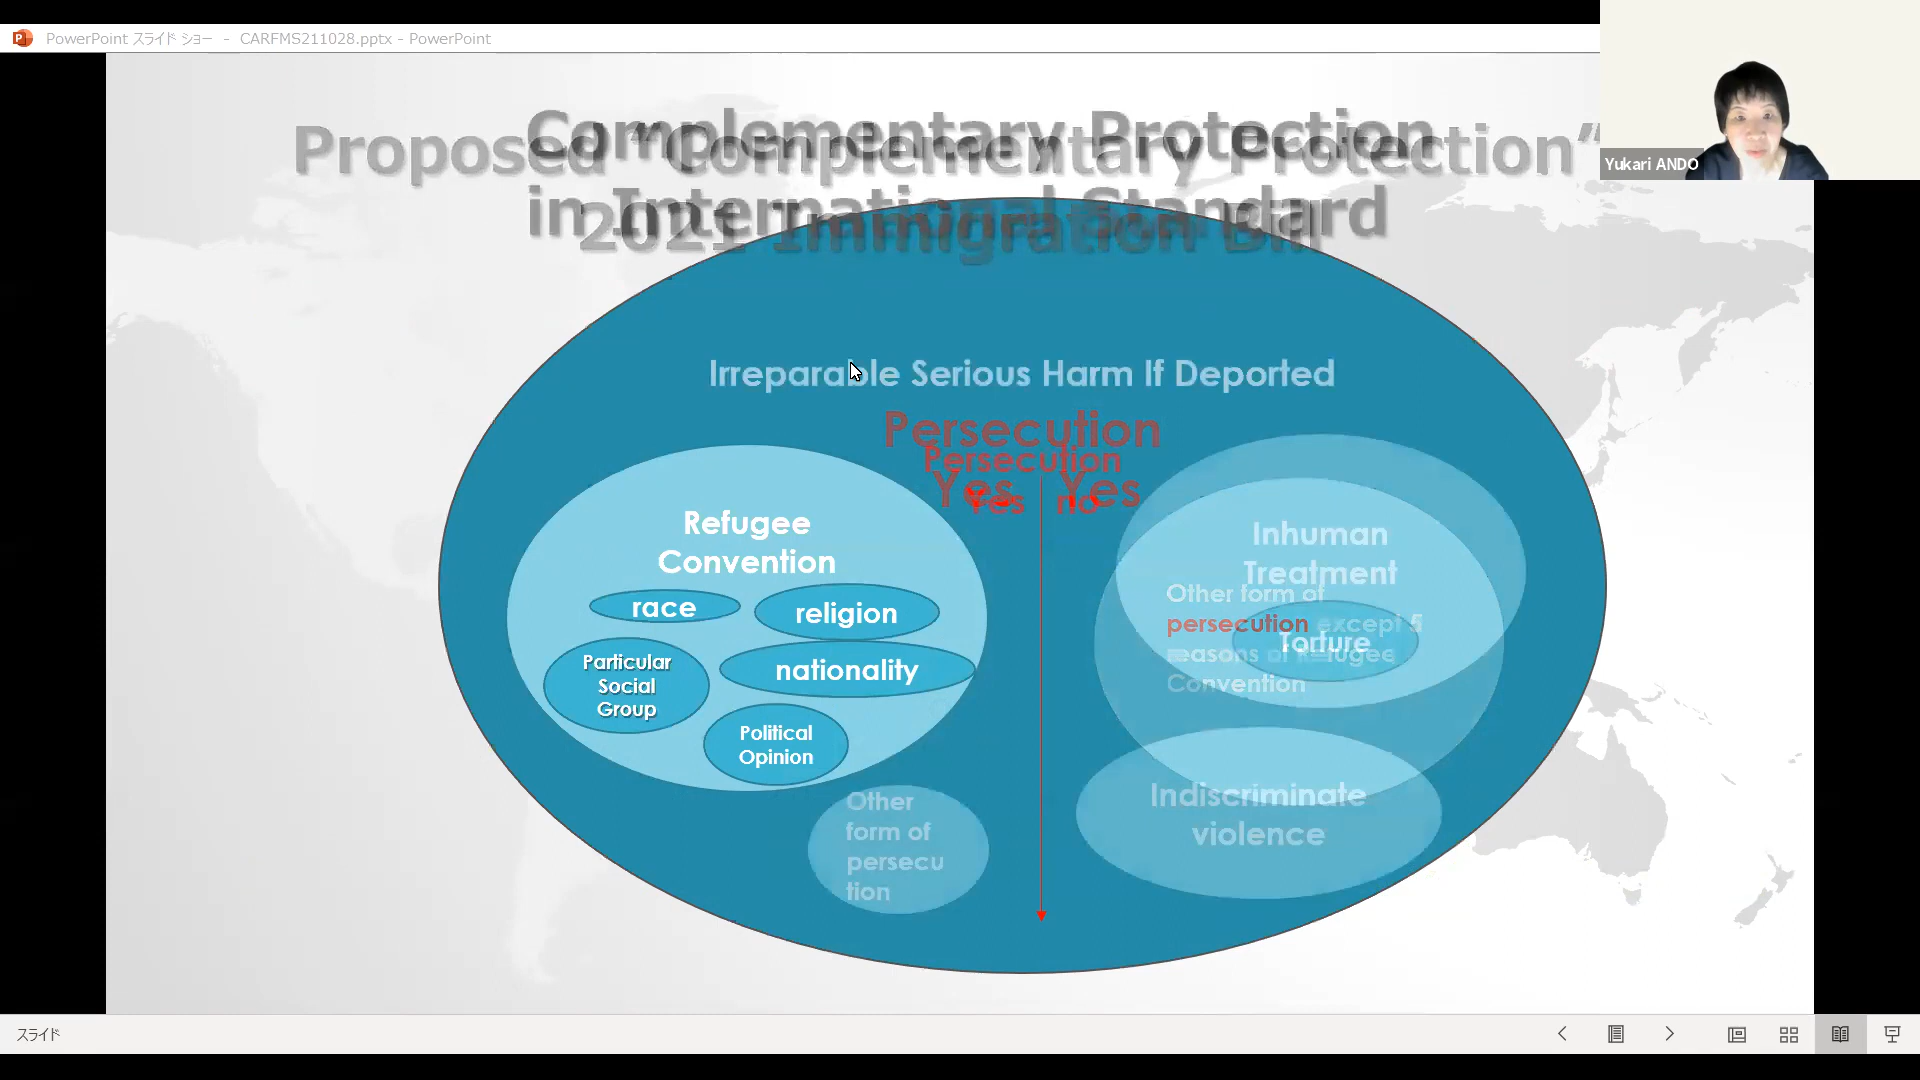 PowerPoint スライド ショー - CARFMS211028.pptx - PowerPoint
Yukari ANDO
Complementary Protection
in International Standard
Proposed “Complementary Protection”
2021 Immigration Bill
Irreparable Serious Harm If Deported
Persecution
Yes Yes
Persecution
Yes no
Refugee
Convention
race
religion
Particular
Social
Group
nationality
Political
Opinion
Other
form of
persecu
tion
Inhuman
Treatment
Torture
Other form of
persecution except 5
reasons of Refugee
Convention
Indiscriminate
violence
スライド